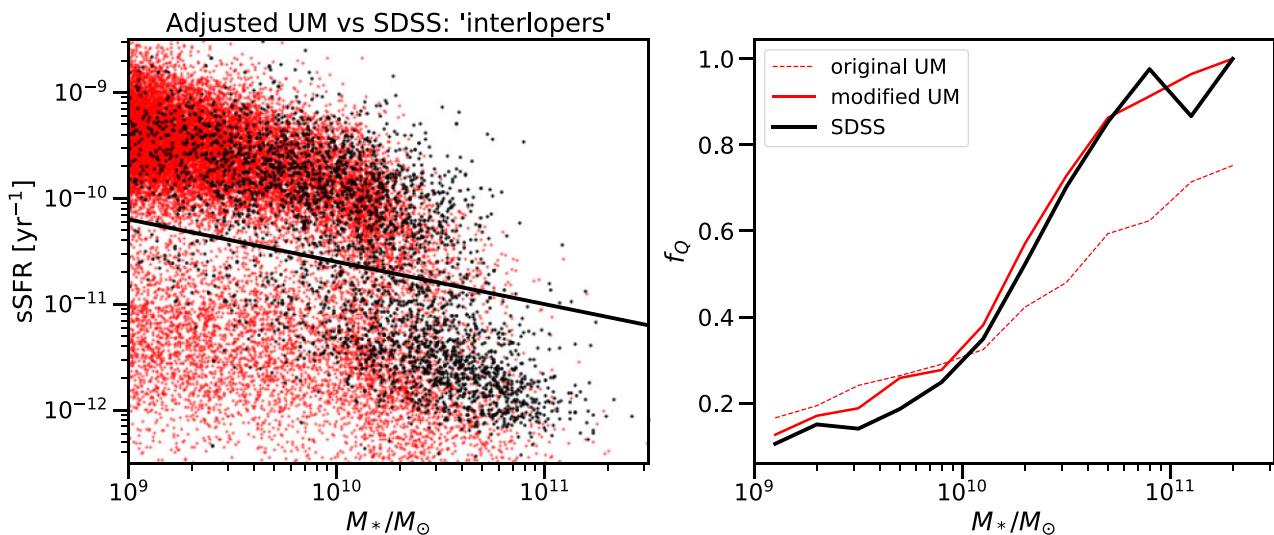 Adjusted UM vs SDSS: 'interlopers'
sSFR [yr⁻¹]
10⁻⁹
10⁻¹⁰
10⁻¹¹
10⁻¹²
10⁹
10¹⁰
10¹¹
M*/M⊙
f_Q
1.0
0.8
0.6
0.4
0.2
original UM
modified UM
SDSS
10⁹
10¹⁰
10¹¹
M*/M⊙